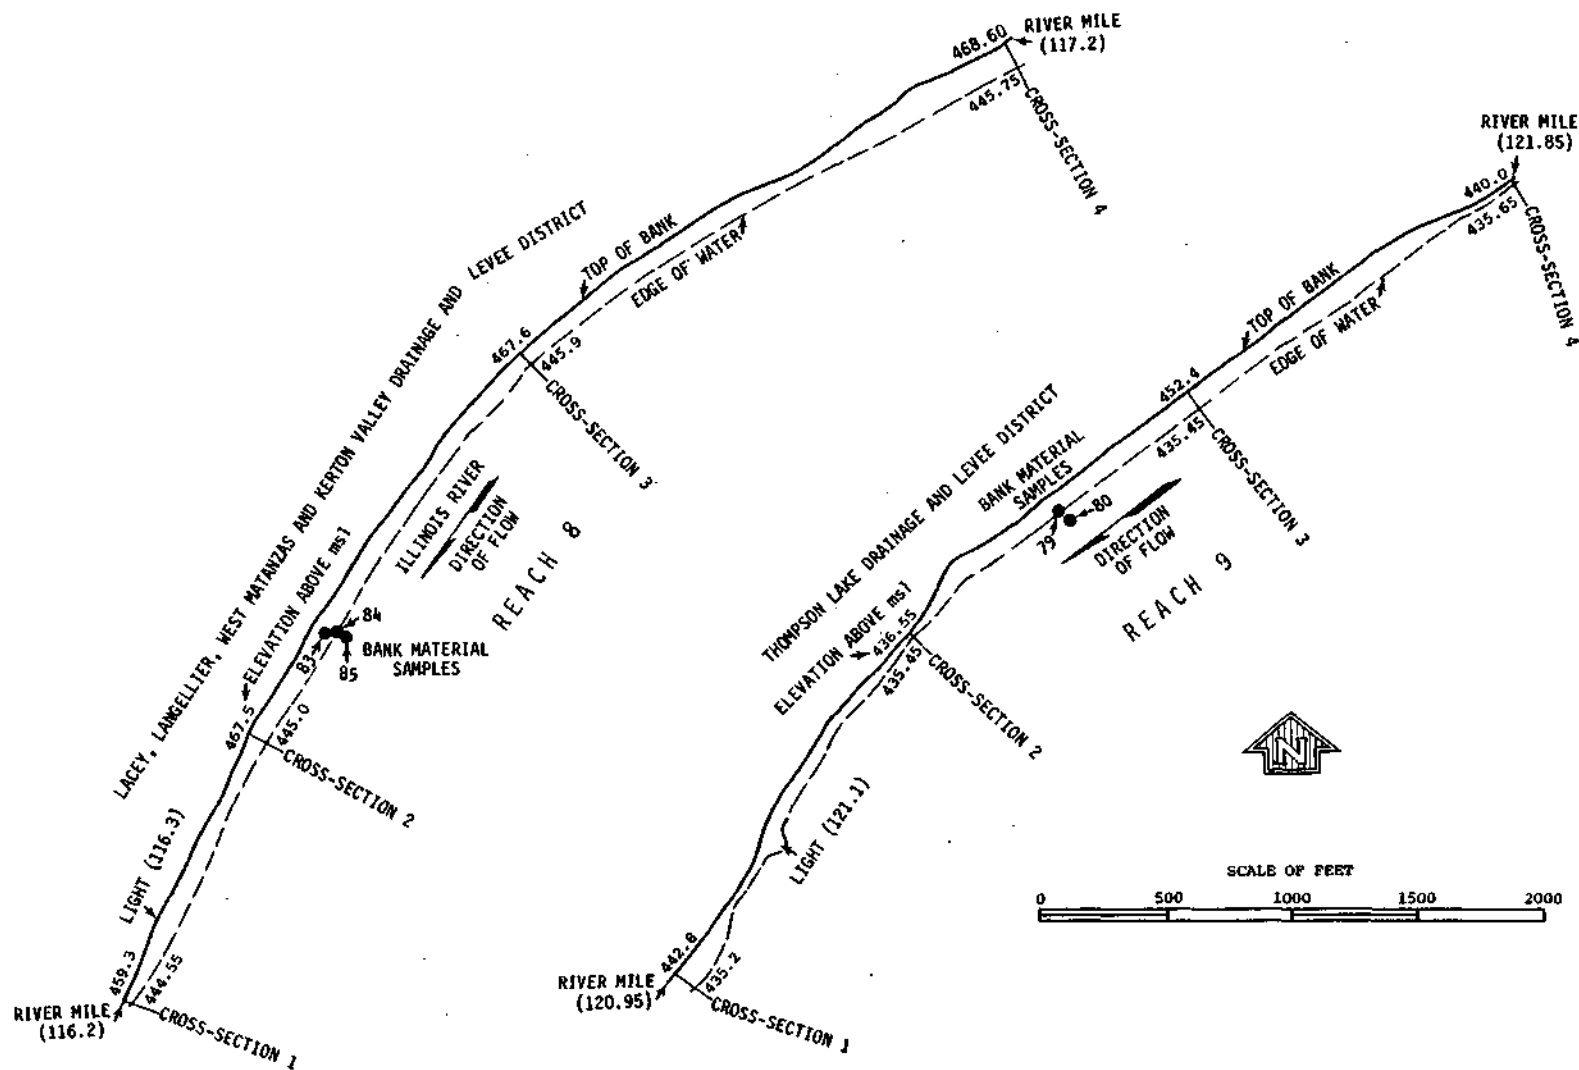 468.60
RIVER MILE
(117.2)
445.75
CROSS-SECTION 4
RIVER MILE
(121.85)
440.0
435.65
CROSS-SECTION 4
LACEY, LANGELLIER, WEST MATANZAS AND KERTON VALLEY DRAINAGE AND LEVEE DISTRICT
TOP OF BANK
EDGE OF WATER
467.6
445.9
CROSS-SECTION 3
ILLINOIS RIVER
DIRECTION
OF FLOW
REACH 8
ELEVATION ABOVE msl
84
83
85
BANK MATERIAL
SAMPLES
467.5
445.0
CROSS-SECTION 2
LIGHT (116.3)
459.3
444.55
RIVER MILE
(116.2)
CROSS-SECTION 1
TOP OF BANK
EDGE OF WATER
452.4
435.45
CROSS-SECTION 3
THOMPSON LAKE DRAINAGE AND LEVEE DISTRICT
BANK MATERIAL
SAMPLES
80
79
DIRECTION
OF FLOW
REACH 9
ELEVATION ABOVE msl
436.55
435.45
CROSS-SECTION 2
LIGHT (121.1)
442.8
435.2
RIVER MILE
(120.95)
CROSS-SECTION 1
N
SCALE OF FEET
0 500 1000 1500 2000